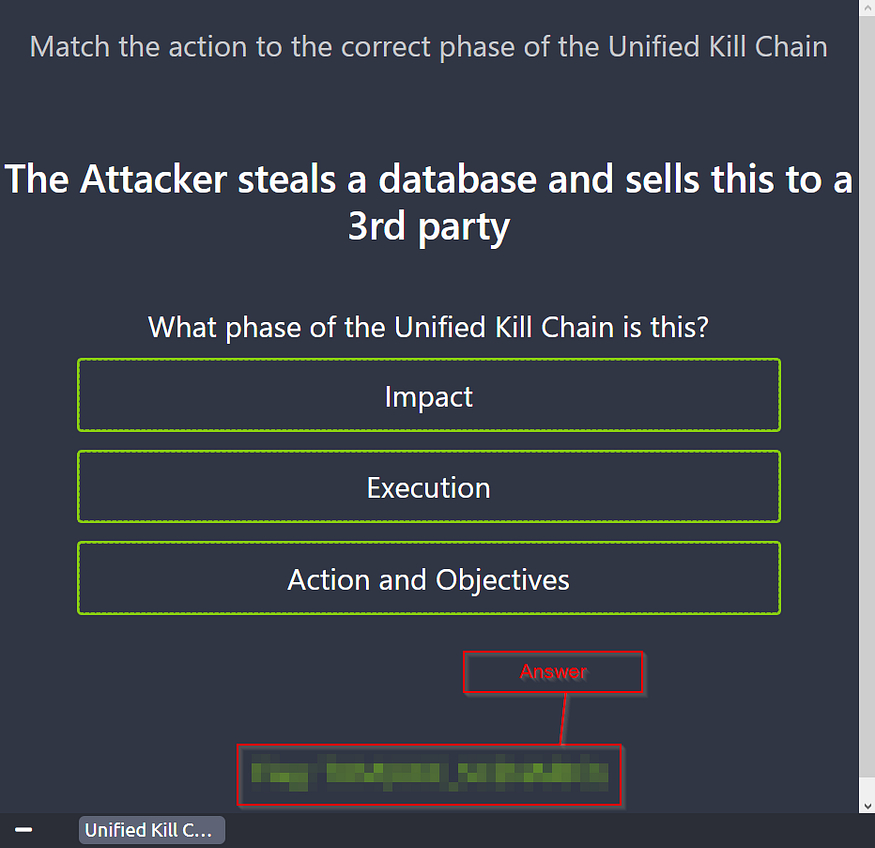 Match the action to the correct phase of the Unified Kill Chain
The Attacker steals a database and sells this to a
3rd party
What phase of the Unified Kill Chain is this?
Impact
Execution
Action and Objectives
Answer
Unified Kill C...